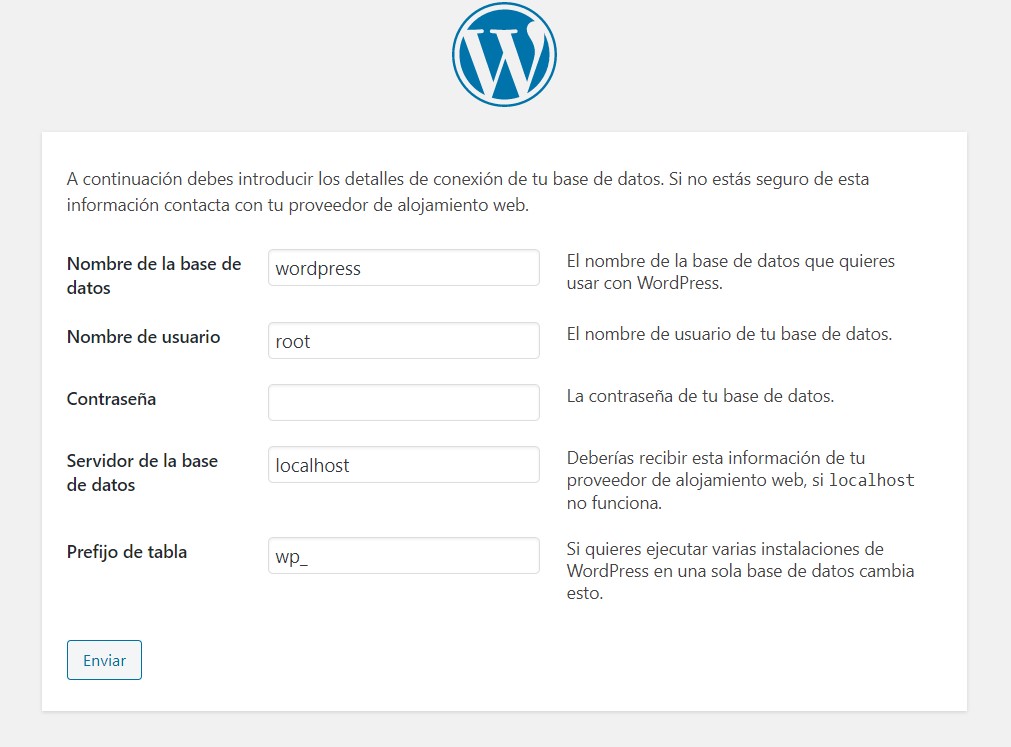 A continuación debes introducir los detalles de conexión de tu base de datos. Si no estás seguro de esta
información contacta con tu proveedor de alojamiento web.
Nombre de la base de
datos
wordpress
El nombre de la base de datos que quieres
usar con WordPress.
Nombre de usuario
root
El nombre de usuario de tu base de datos.
Contraseña
La contraseña de tu base de datos.
Servidor de la base
de datos
localhost
Deberías recibir esta información de tu
proveedor de alojamiento web, si localhost
no funciona.
Prefijo de tabla
wp_
Si quieres ejecutar varias instalaciones de
WordPress en una sola base de datos cambia
esto.
Enviar